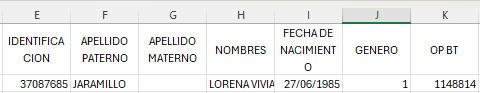 E F G H I J K
IDENTIFICA APELLIDO APELLIDO NOMBRES FECHA DE GENERO OP BT
CION PATERNO MATERNO NACIMIENT
O
37087685 JARAMILLO LORENA VIVIA 27/06/1985 1 1148814